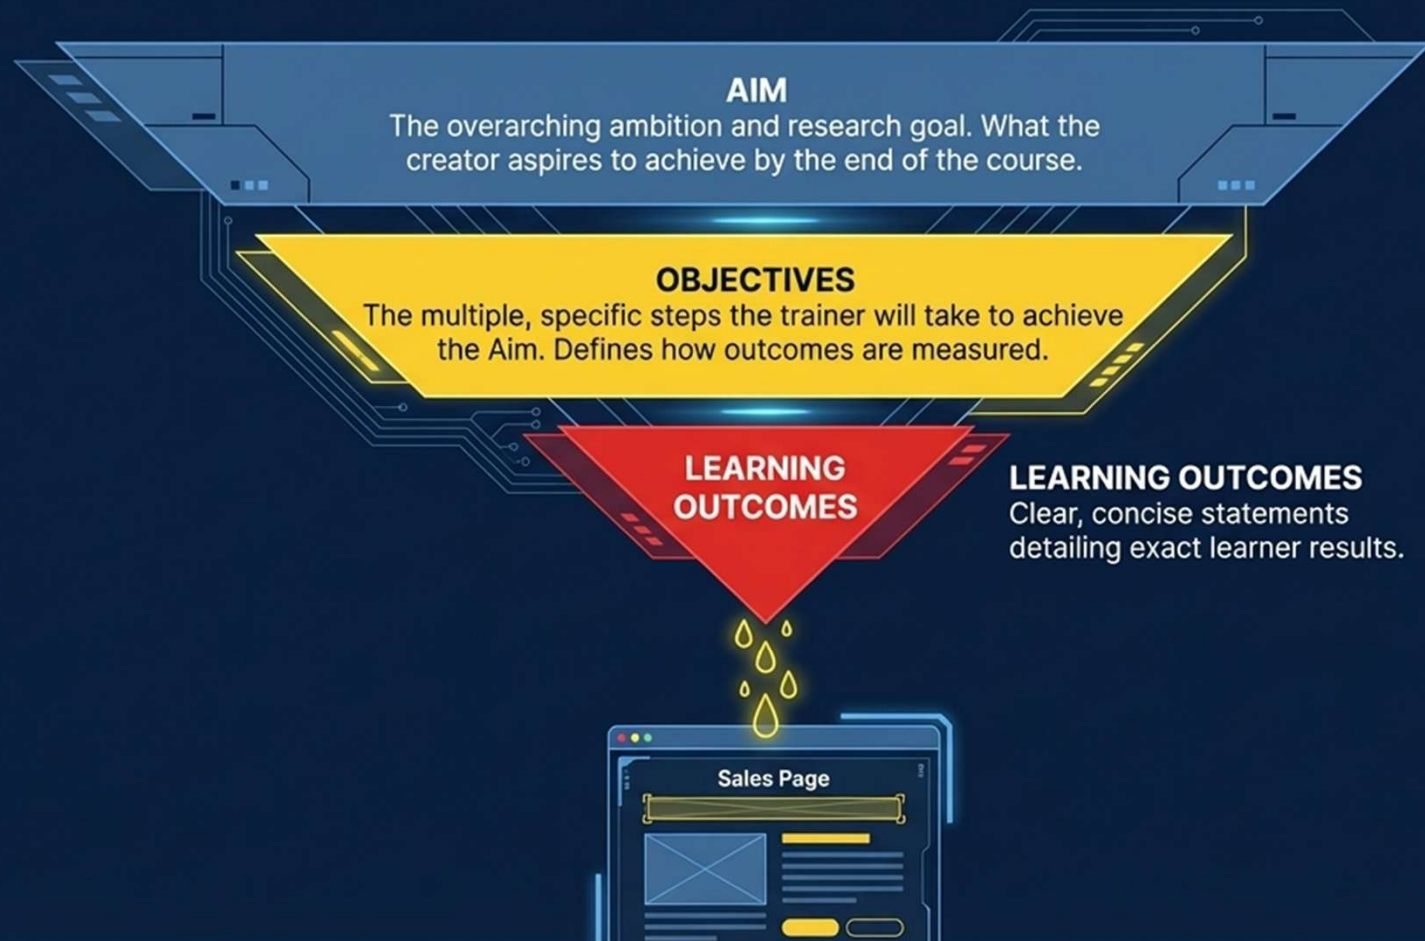 AIM
The overarching ambition and research goal. What the
creator aspires to achieve by the end of the course.
OBJECTIVES
The multiple, specific steps the trainer will take to achieve
the Aim. Defines how outcomes are measured.
LEARNING
OUTCOMES
LEARNING OUTCOMES
Clear, concise statements
detailing exact learner results.
Sales Page